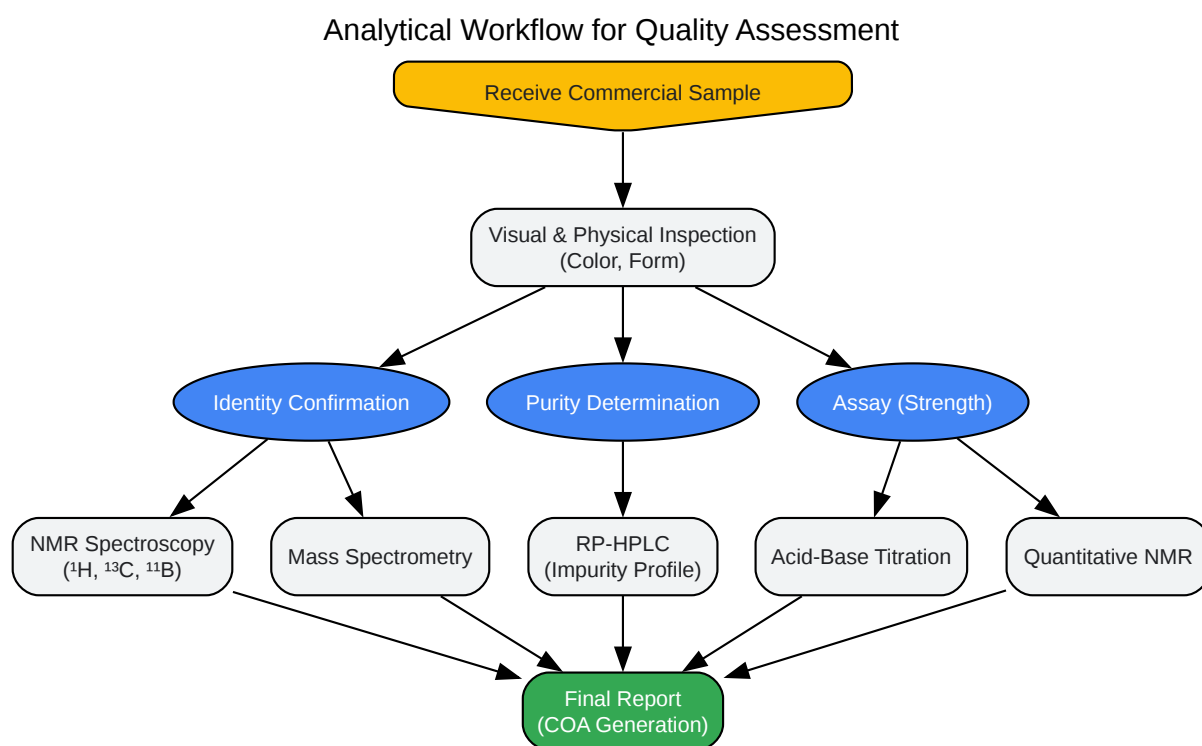 Analytical Workflow for Quality Assessment
Receive Commercial Sample
Visual & Physical Inspection
(Color, Form)
Identity Confirmation
Purity Determination
Assay (Strength)
NMR Spectroscopy
(¹H, ¹³C, ¹¹B)
Mass Spectrometry
RP-HPLC
(Impurity Profile)
Acid-Base Titration
Quantitative NMR
Final Report
(COA Generation)